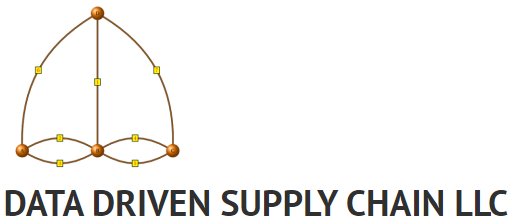 DATA DRIVEN SUPPLY CHAIN LLC